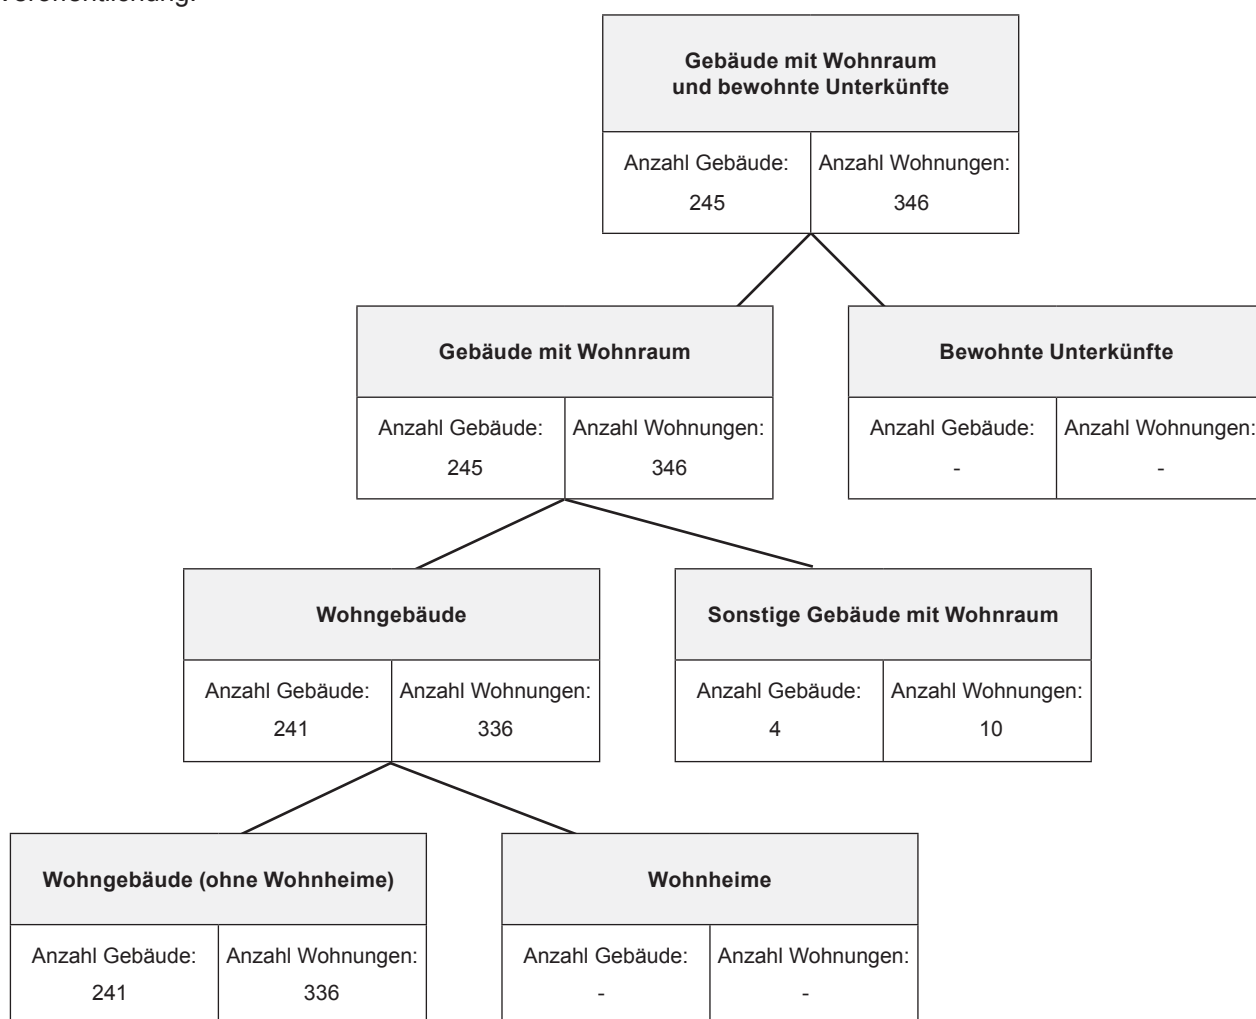 Veröffentlichung.
Gebäude mit Wohnraum
und bewohnte Unterkünfte
Anzahl Gebäude: Anzahl Wohnungen:
245 346
Gebäude mit Wohnraum Bewohnte Unterkünfte
Anzahl Gebäude: Anzahl Wohnungen: Anzahl Gebäude: Anzahl Wohnungen:
245 346 - -
Wohngebäude Sonstige Gebäude mit Wohnraum
Anzahl Gebäude: Anzahl Wohnungen: Anzahl Gebäude: Anzahl Wohnungen:
241 336 4 10
Wohngebäude (ohne Wohnheime) Wohnheime
Anzahl Gebäude: Anzahl Wohnungen: Anzahl Gebäude: Anzahl Wohnungen:
241 336 - -